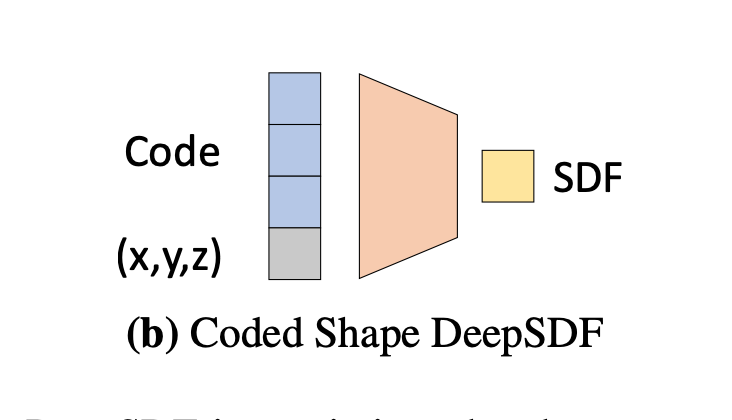 Code
SDF
(x,y,z)
(b) Coded Shape DeepSDF